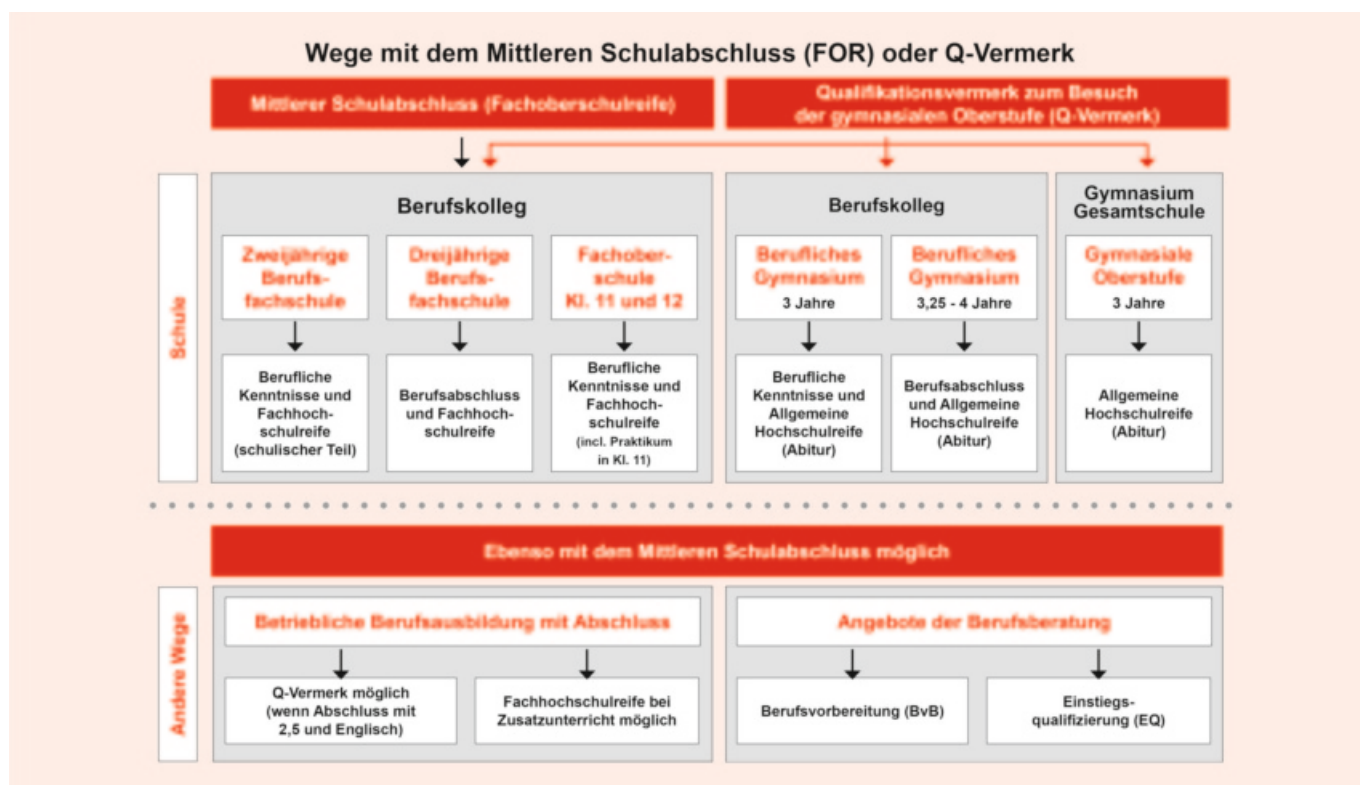 Wege mit dem Mittleren Schulabschluss (FOR) oder Q-Vermerk
Mittlerer Schulabschluss (Fachoberschulreife)
Qualifikationsvermerk zum Besuch
der gymnasialen Oberstufe (Q-Vermerk)
Schule
Berufskolleg
Zweijährige
Berufs-
fachschule
Berufliche
Kenntnisse und
Fachhoch-
schulreife
(schulischer Teil)
Dreijährige
Berufs-
fachschule
Berufsabschluss
und Fachhoch-
schulreife
Fachober-
schule
Kl. 11 und 12
Berufliche
Kenntnisse und
Fachhoch-
schulreife
(incl. Praktikum
in Kl. 11)
Berufskolleg
Berufliches
Gymnasium
3 Jahre
Berufliche
Kenntnisse und
Allgemeine
Hochschulreife
(Abitur)
Berufliches
Gymnasium
3,25 - 4 Jahre
Berufsabschluss
und Allgemeine
Hochschulreife
(Abitur)
Gymnasium
Gesamtschule
Gymnasiale
Oberstufe
3 Jahre
Allgemeine
Hochschulreife
(Abitur)
Ebenso mit dem Mittleren Schulabschluss möglich
Andere Wege
Betriebliche Berufsausbildung mit Abschluss
Q-Vermerk möglich
(wenn Abschluss mit
2,5 und Englisch)
Fachhochschulreife bei
Zusatzunterricht möglich
Angebote der Berufsberatung
Berufsvorbereitung (BvB)
Einstiegs-
qualifizierung (EQ)